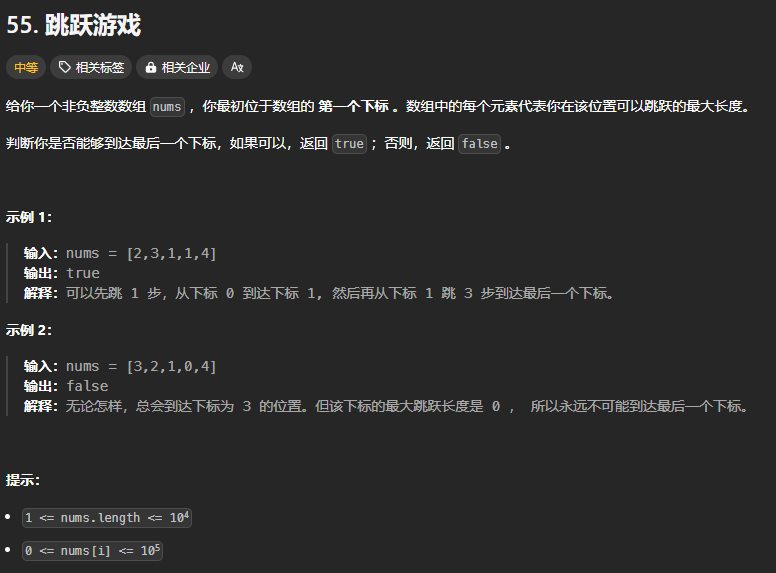 55. 跳跃游戏
中等 相关标签 相关企业 Aｘ
给你一个非负整数数组 nums ，你最初位于数组的 第一个下标 。数组中的每个元素代表你在该位置可以跳跃的最大长度。
判断你是否能够到达最后一个下标，如果可以，返回 true ；否则，返回 false 。
示例 1：
输入：nums = [2,3,1,1,4]
输出：true
解释：可以先跳 1 步，从下标 0 到达下标 1, 然后再从下标 1 跳 3 步到达最后一个下标。
示例 2：
输入：nums = [3,2,1,0,4]
输出：false
解释：无论怎样，总会到达下标为 3 的位置。但该下标的最大跳跃长度是 0 ， 所以永远不可能到达最后一个下标。
提示：
• 1 <= nums.length <= 10⁴
• 0 <= nums[i] <= 10⁵